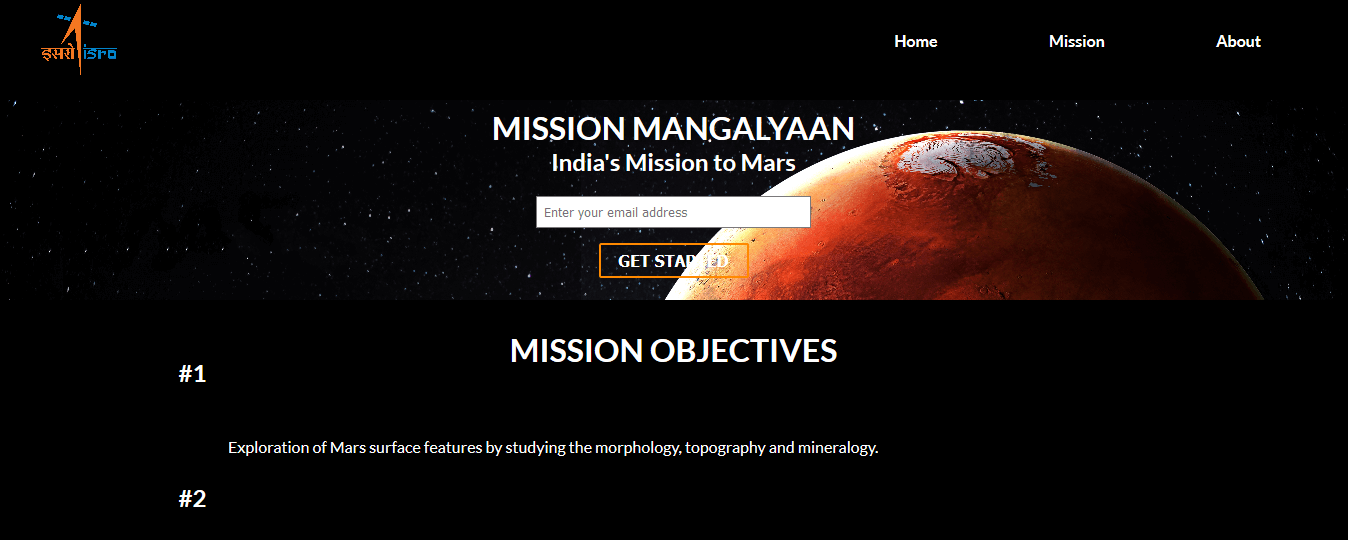 इसरो isro
Home Mission About
MISSION MANGALYAAN
India's Mission to Mars
Enter your email address
GET STARTED
MISSION OBJECTIVES
#1
Exploration of Mars surface features by studying the morphology, topography and mineralogy.
#2